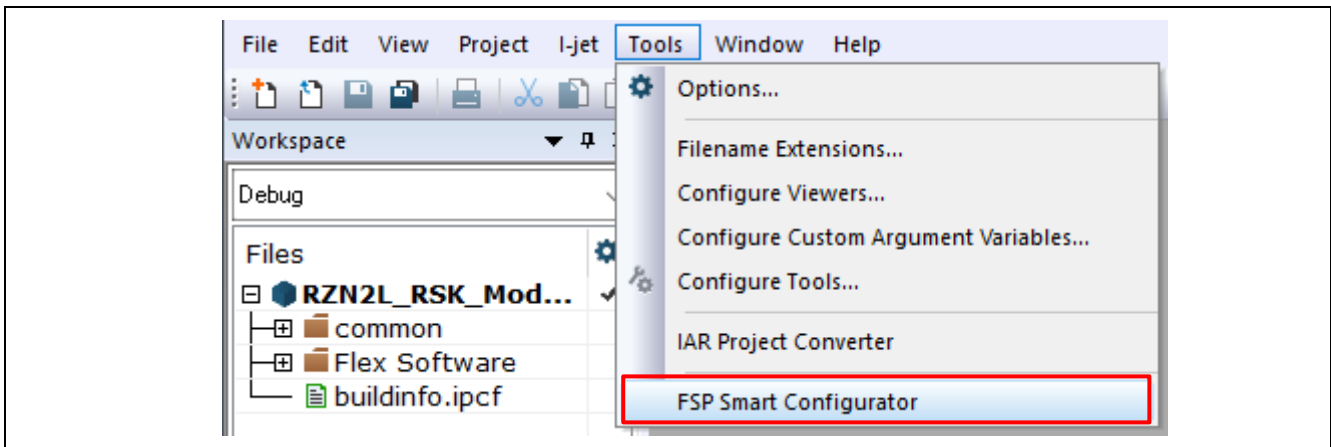 File Edit View Project I-jet Tools Window Help
Options...
Workspace
Filename Extensions...
Debug
Configure Viewers...
Configure Custom Argument Variables...
Files
Configure Tools...
RZN2L_RSK_Mod...
common
IAR Project Converter
Flex Software
buildinfo.ipcf
FSP Smart Configurator